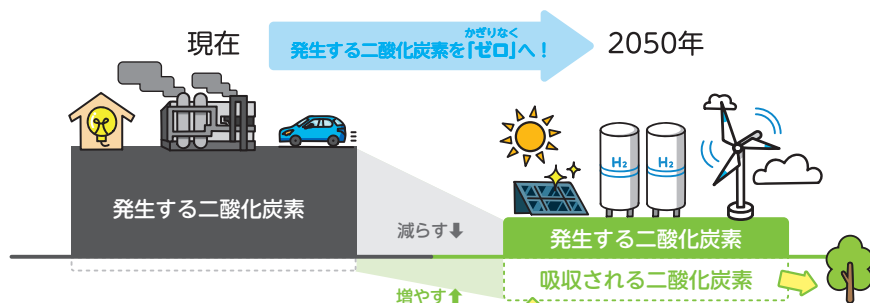 現在
かぎりなく
発生する二酸化炭素を「ゼロ」へ！
2050年
H2
H2
発生する二酸化炭素
減らす⬇
発生する二酸化炭素
吸収される二酸化炭素
増やす⬆